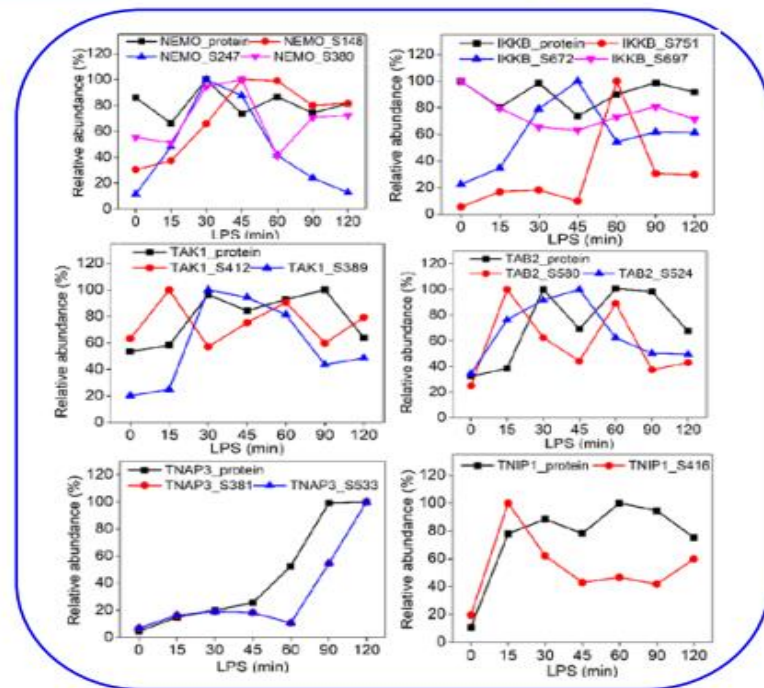 NEMO_protein NEMO_S148
NEMO_S247 NEMO_S380
Relative abundance (%)
120
100
80
60
40
20
0
0 15 30 45 60 90 120
LPS (min)
IKKB_protein IKKB_S751
IKKB_S672 IKKB_S697
Relative abundance (%)
120
100
80
60
40
20
0
0 15 30 45 60 90 120
LPS (min)
TAK1_protein
TAK1_S412 TAK1_S389
Relative abundance (%)
120
100
80
60
40
20
0
0 15 30 45 60 90 120
LPS (min)
TAB2_protein
TAB2_S580 TAB2_S524
Relative abundance (%)
120
100
80
60
40
20
0
0 15 30 45 60 90 120
LPS (min)
TNAP3_protein
TNAP3_S381 TNAP3_S533
Relative abundance (%)
120
100
80
60
40
20
0
0 15 30 45 60 90 120
LPS (min)
TNIP1_protein TNIP1_S416
Relative abundance (%)
120
100
80
60
40
20
0
0 15 30 45 60 90 120
LPS (min)